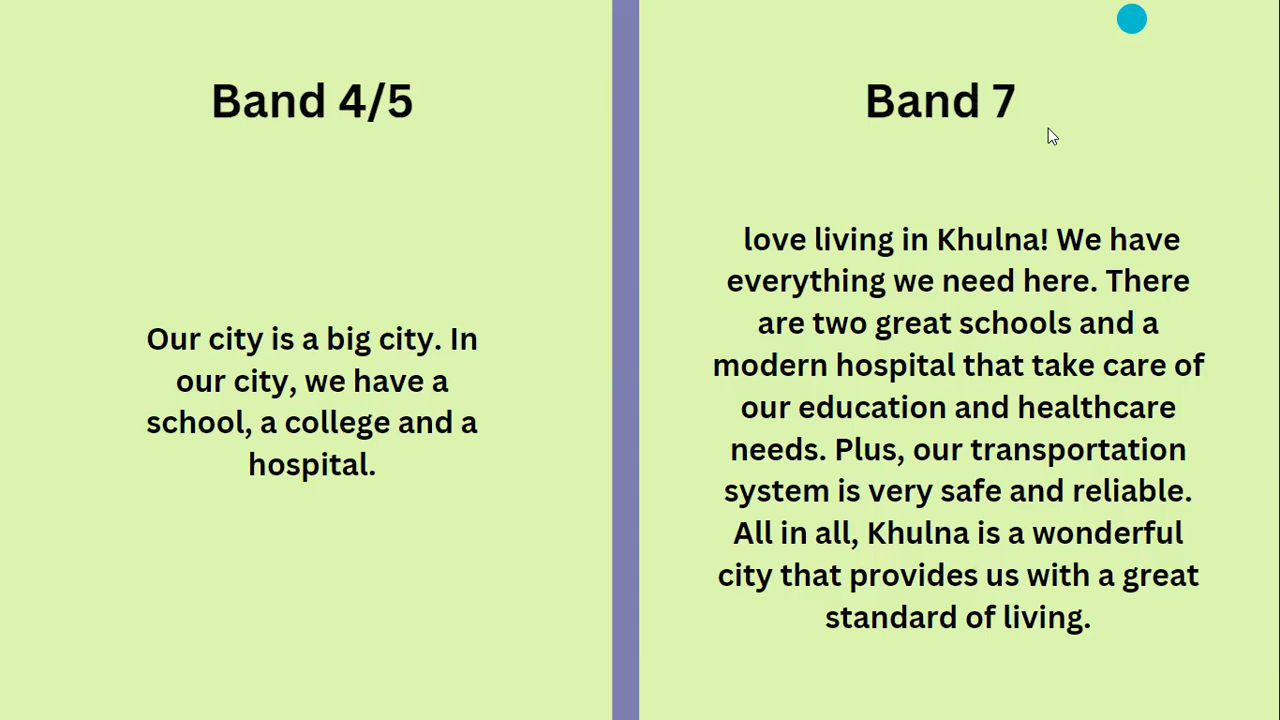 Band 4/5
Our city is a big city. In
our city, we have a
school, a college and a
hospital.
Band 7
love living in Khulna! We have
everything we need here. There
are two great schools and a
modern hospital that take care of
our education and healthcare
needs. Plus, our transportation
system is very safe and reliable.
All in all, Khulna is a wonderful
city that provides us with a great
standard of living.